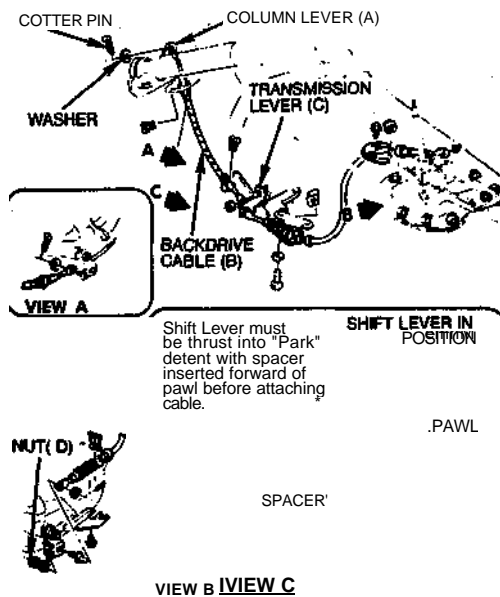 COTTER PIN
COLUMN LEVER (A)
WASHER
TRANSMISSION
LEVER (C)
A
C
B
BACKDRIVE
CABLE (B)
VIEW A
Shift Lever must
be thrust into "Park"
detent with spacer
inserted forward of
pawl before attaching
cable.
*
SHIFT LEVER IN
POSITION
.PAWL
NUT( D)
SPACER'
VIEW B IVIEW C